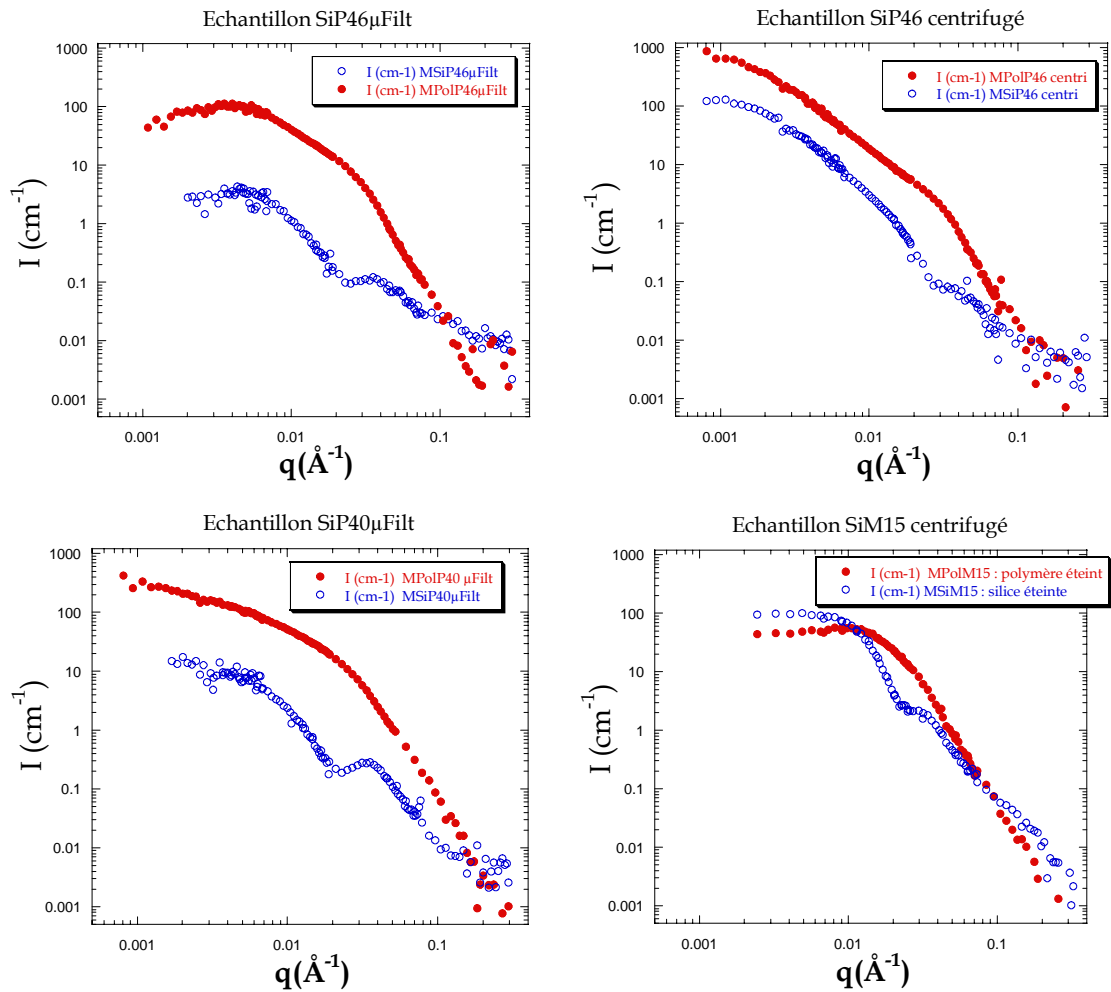 Echantillon SiP46µFilt
1000
100
10
1
0.1
0.01
0.001
I (cm-1)
I (cm-1) MSiP46µFilt
I (cm-1) MPolP46µFilt
0.001
0.01
0.1
q(Å-1)
Echantillon SiP46 centrifugé
1000
100
10
1
0.1
0.01
0.001
I (cm-1)
I (cm-1) MPolP46 centri
I (cm-1) MSiP46 centri
0.001
0.01
0.1
q(Å-1)
Echantillon SiP40µFilt
1000
100
10
1
0.1
0.01
0.001
I (cm-1)
I (cm-1) MPolP40 µFilt
I (cm-1) MSiP40µFilt
0.001
0.01
0.1
q(Å-1)
Echantillon SiM15 centrifugé
1000
100
10
1
0.1
0.01
0.001
I (cm-1)
I (cm-1) MPolM15 : polymère éteint
I (cm-1) MSiM15 : silice éteinte
0.001
0.01
0.1
q(Å-1)